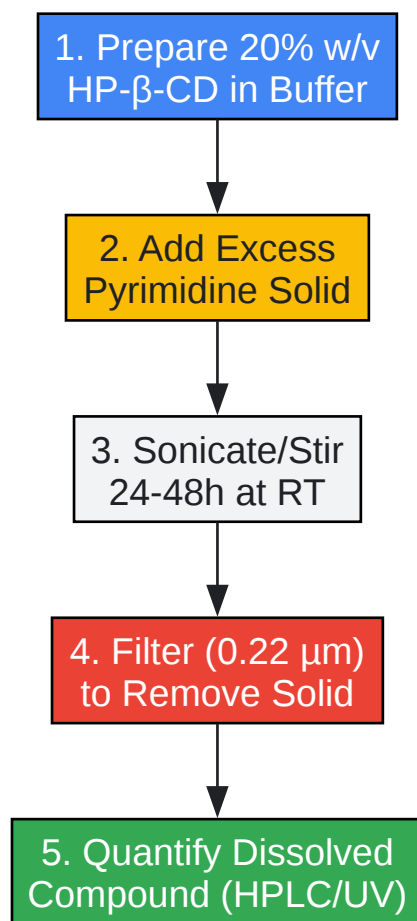 1. Prepare 20% w/v
HP-β-CD in Buffer
2. Add Excess
Pyrimidine Solid
3. Sonicate/Stir
24-48h at RT
4. Filter (0.22 µm)
to Remove Solid
5. Quantify Dissolved
Compound (HPLC/UV)